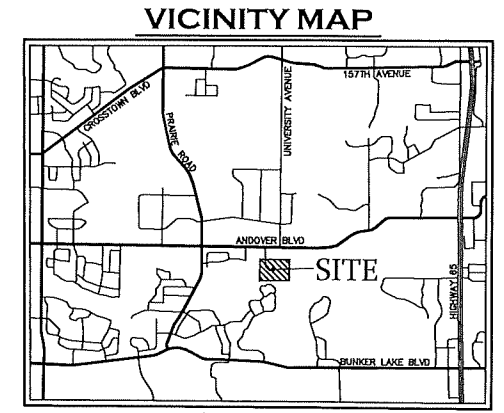 VICINITY MAP
157TH AVENUE
CROSSTOWN BLVD
PRAIRIE ROAD
UNIVERSITY AVENUE
ANDOVER BLVD
SITE
HIGHWAY 65
BUNKER LAKE BLVD